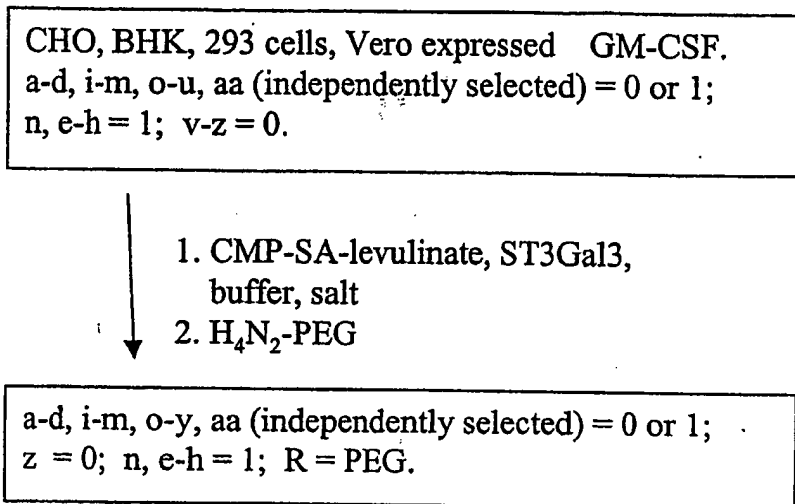 CHO, BHK, 293 cells, Vero expressed GM-CSF.
a-d, i-m, o-u, aa (independently selected) = 0 or 1;
n, e-h = 1; v-z = 0.
1. CMP-SA-levulinate, ST3Gal3,
buffer, salt
2. H₄N₂-PEG
a-d, i-m, o-y, aa (independently selected) = 0 or 1;
z = 0; n, e-h = 1; R = PEG.